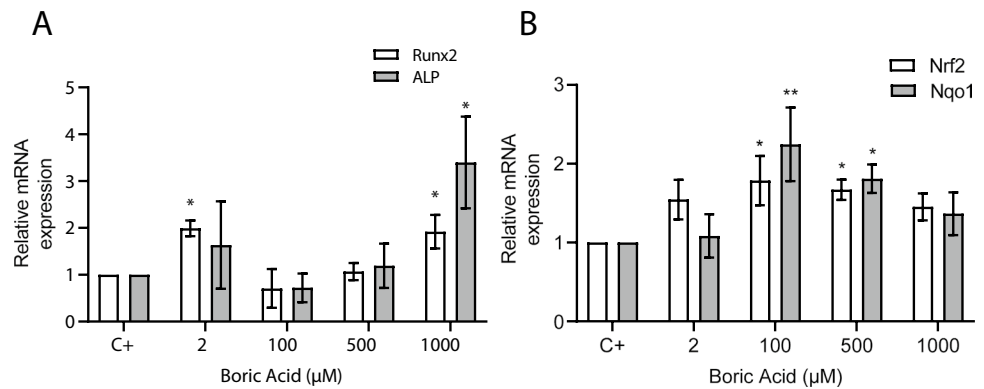 A
Runx2
ALP
Relative mRNA
expression
5
4
3
2
1
0
*
*
*
C+ 2 100 500 1000
Boric Acid (µM)
B
Nrf2
Nqo1
Relative mRNA
expression
3
2
1
0
*
**
*
*
C+ 2 100 500 1000
Boric Acid (µM)